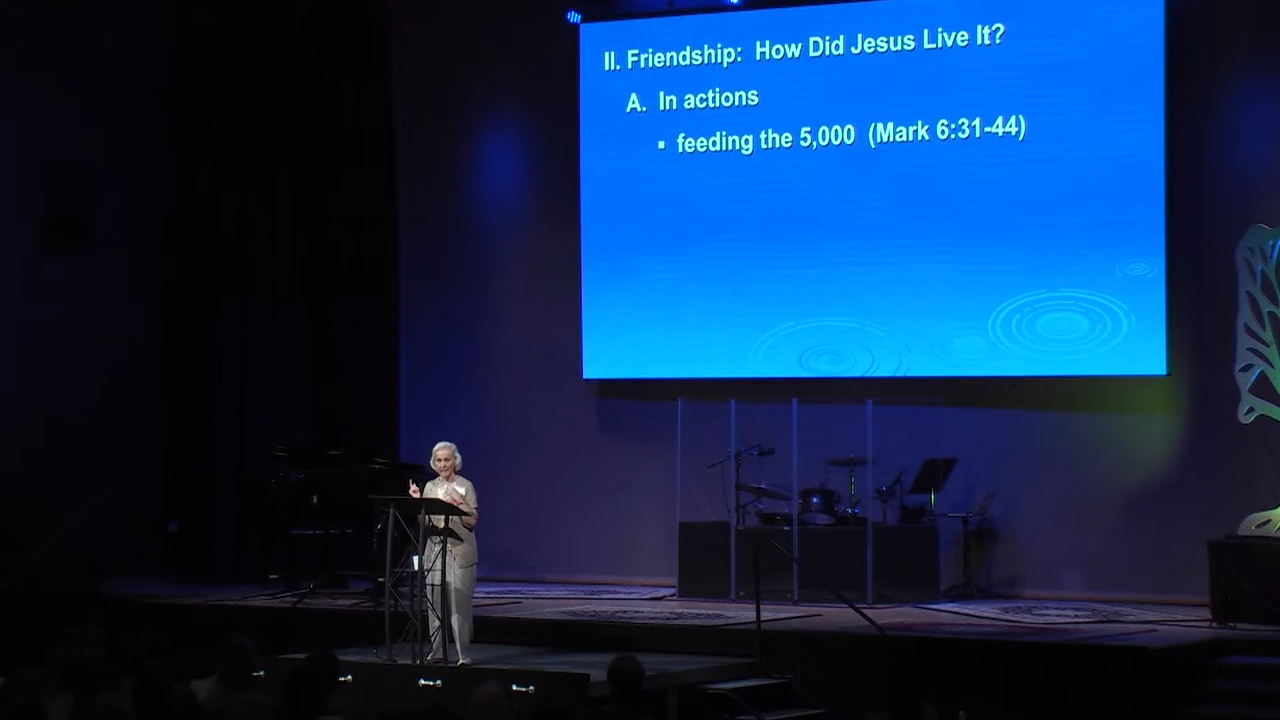 II. Friendship: How Did Jesus Live It?
A. In actions
▪ feeding the 5,000 (Mark 6:31-44)